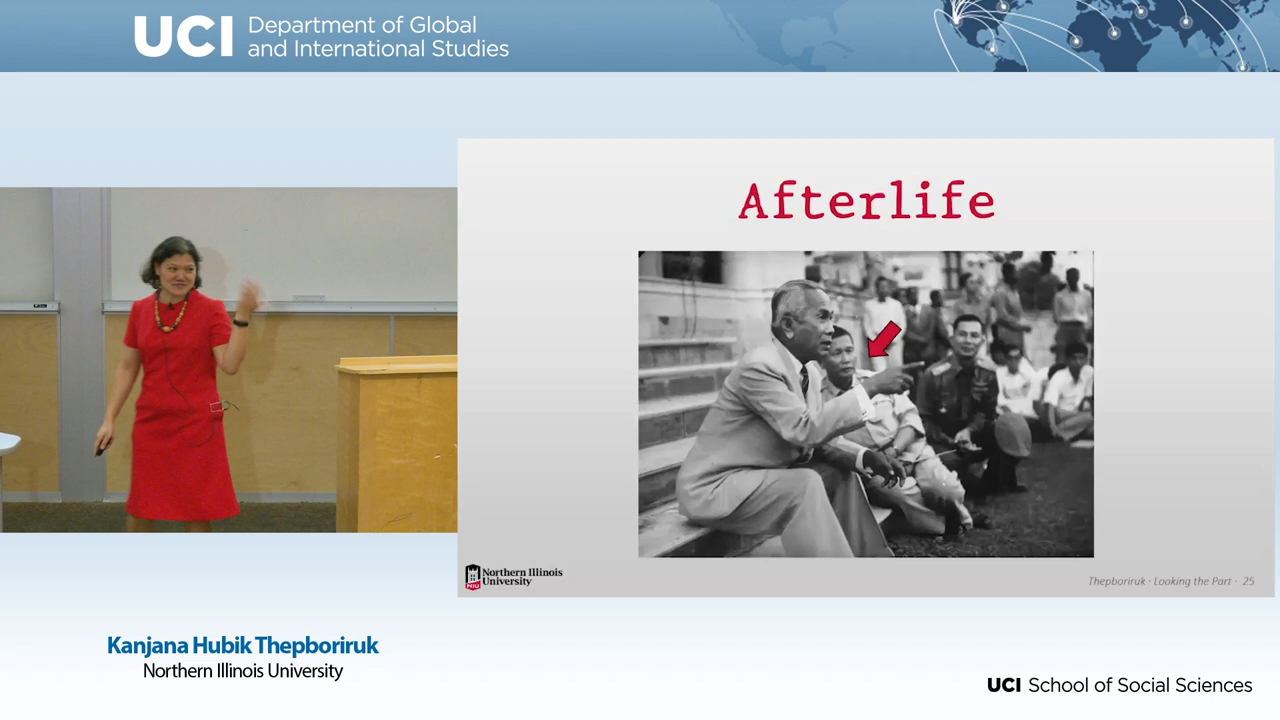 UCI Department of Global
and International Studies
Afterlife
Northern Illinois
University
NIU
Thepboriruk · Looking the Part · 25
Kanjana Hubik Thepboriruk
Northern Illinois University
UCI School of Social Sciences